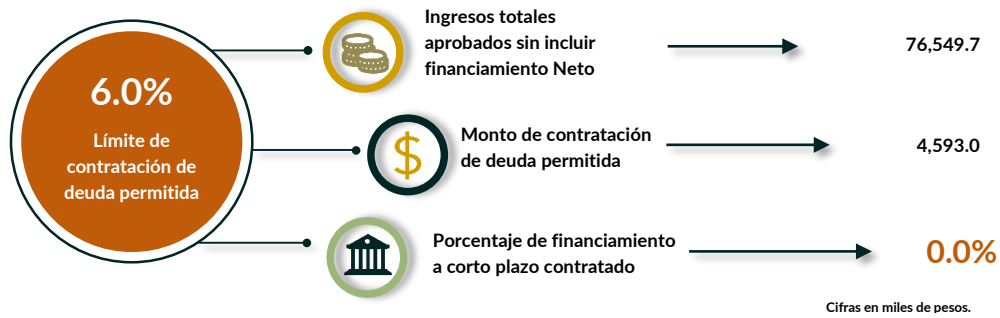 6.0%
Límite de
contratación de
deuda permitida
Ingresos totales
aprobados sin incluir
financiamiento Neto
76,549.7
$
Monto de contratación
de deuda permitida
4,593.0
Porcentaje de financiamiento
a corto plazo contratado
0.0%
Cifras en miles de pesos.